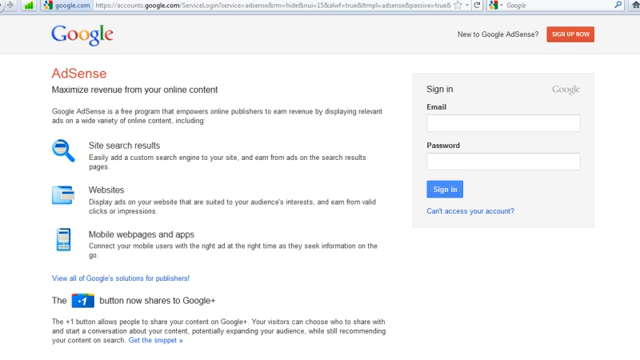 google.com https://accounts.google.com/ServiceLogin?service=adsense&rm=hide&nui=15&alwf=true&ltmpl=adsense&passive=true& Google
Google
New to Google AdSense? SIGN UP NOW
AdSense
Maximize revenue from your online content
Google AdSense is a free program that empowers online publishers to earn revenue by displaying relevant
ads on a wide variety of online content, including:
Site search results
Easily add a custom search engine to your site, and earn from ads on the search results
pages.
Websites
Display ads on your website that are suited to your audience's interests, and earn from valid
clicks or impressions.
Mobile webpages and apps
Connect your mobile users with the right ad at the right time as they seek information on the
go.
View all of Google's solutions for publishers!
The +1 button now shares to Google+
The +1 button allows people to share your content on Google+. Your visitors can choose who to share with
and start a conversation about your content, potentially expanding your audience, while still recommending
your content on search. Get the snippet »
Sign in Google
Email
Password
Sign in
Can't access your account?